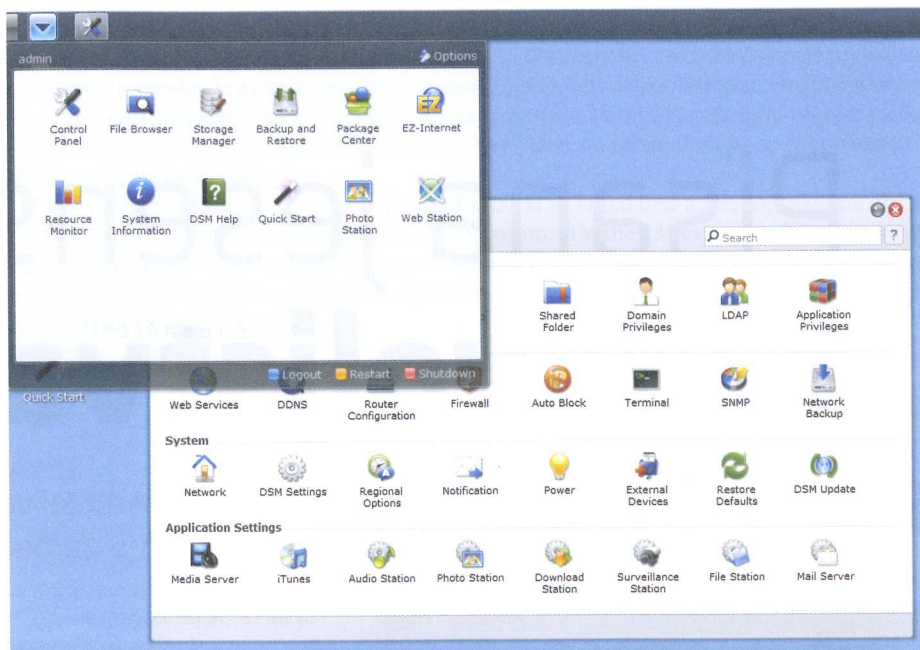 admin
Options
Control Panel
File Browser
Storage Manager
Backup and Restore
Package Center
EZ-Internet
EZ
Resource Monitor
System Information
DSM Help
Quick Start
Photo Station
Web Station
Logout
Restart
Shutdown
Quick Start
Search
?
Shared Folder
Domain Privileges
LDAP
Application Privileges
Web Services
DDNS
Router Configuration
Firewall
Auto Block
Terminal
SNMP
Network Backup
System
Network
DSM Settings
Regional Options
Notification
Power
External Devices
Restore Defaults
DSM Update
Application Settings
Media Server
iTunes
Audio Station
Photo Station
Download Station
Surveillance Station
File Station
Mail Server